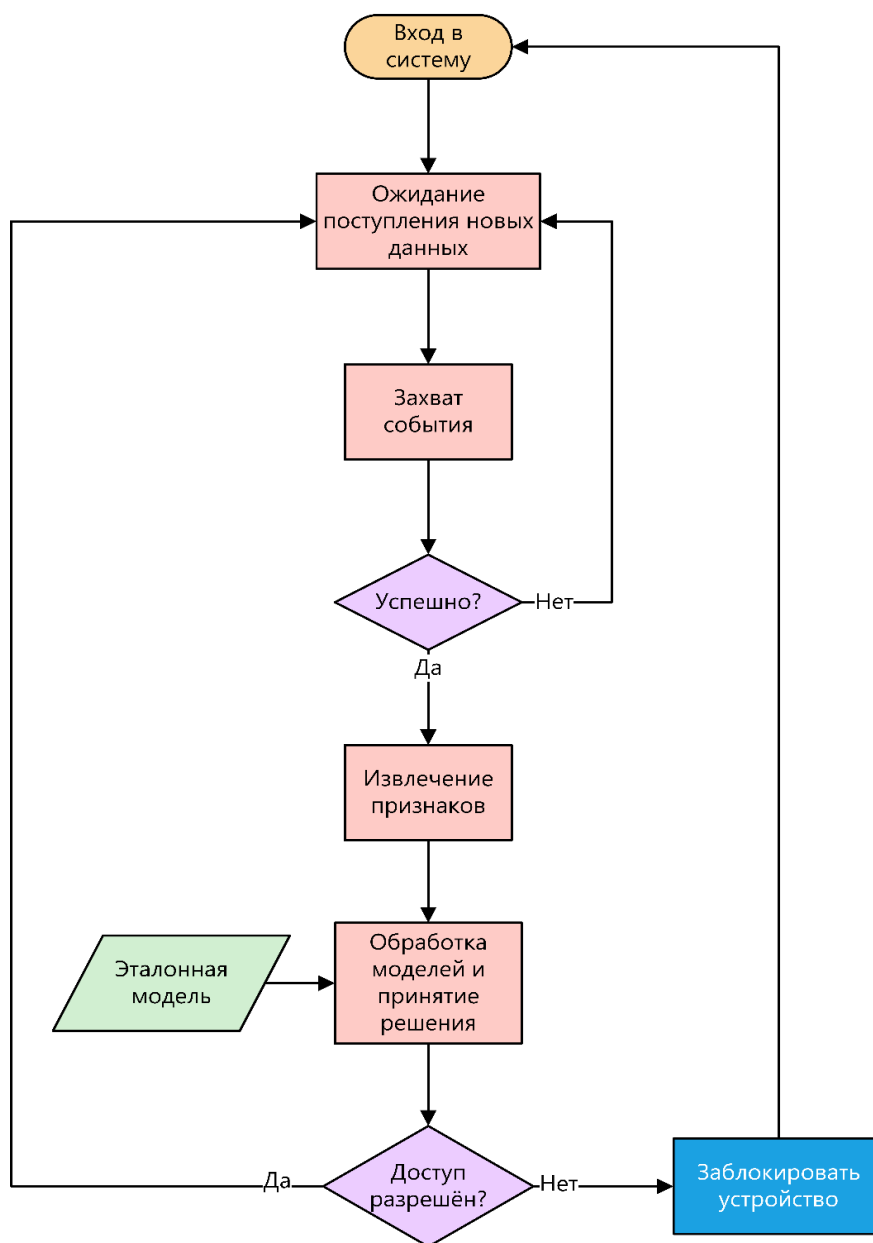 Вход в
систему
Ожидание
поступления новых
данных
Захват
события
Успешно?
Нет
Да
Извлечение
признаков
Эталонная
модель
Обработка
моделей и
принятие
решения
Да
Доступ
разрешён?
Нет
Заблокировать
устройство